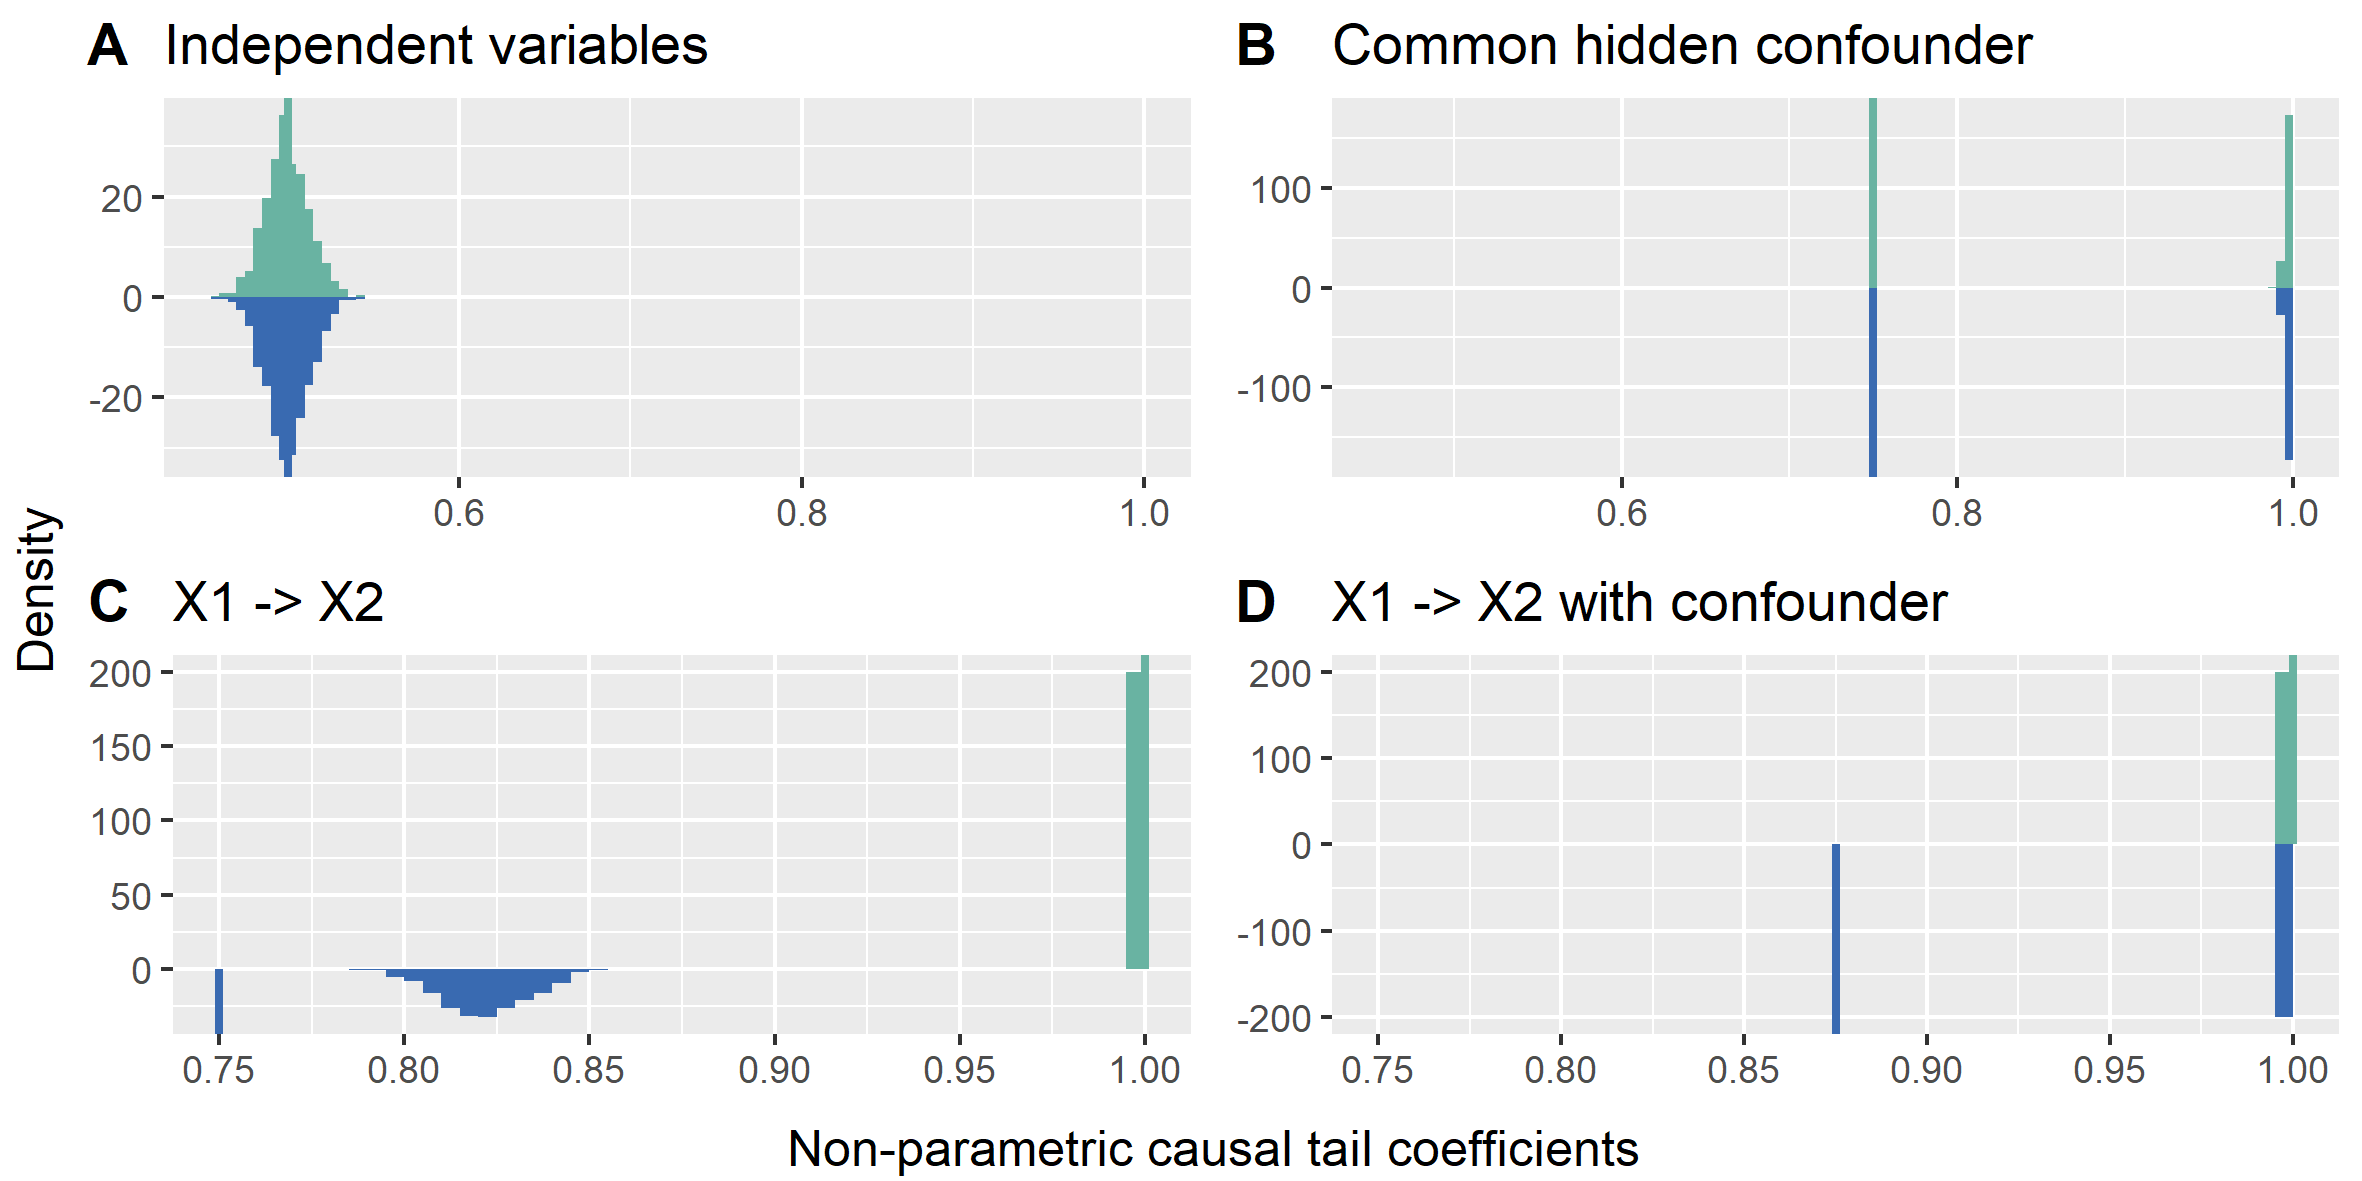 A Independent variables
20
0
-20
0.6 0.8 1.0
B Common hidden confounder
100
0
-100
0.6 0.8 1.0
Density
C X1 -> X2
200
150
100
50
0
0.75 0.80 0.85 0.90 0.95 1.00
D X1 -> X2 with confounder
200
100
0
-100
-200
0.75 0.80 0.85 0.90 0.95 1.00
Non-parametric causal tail coefficients